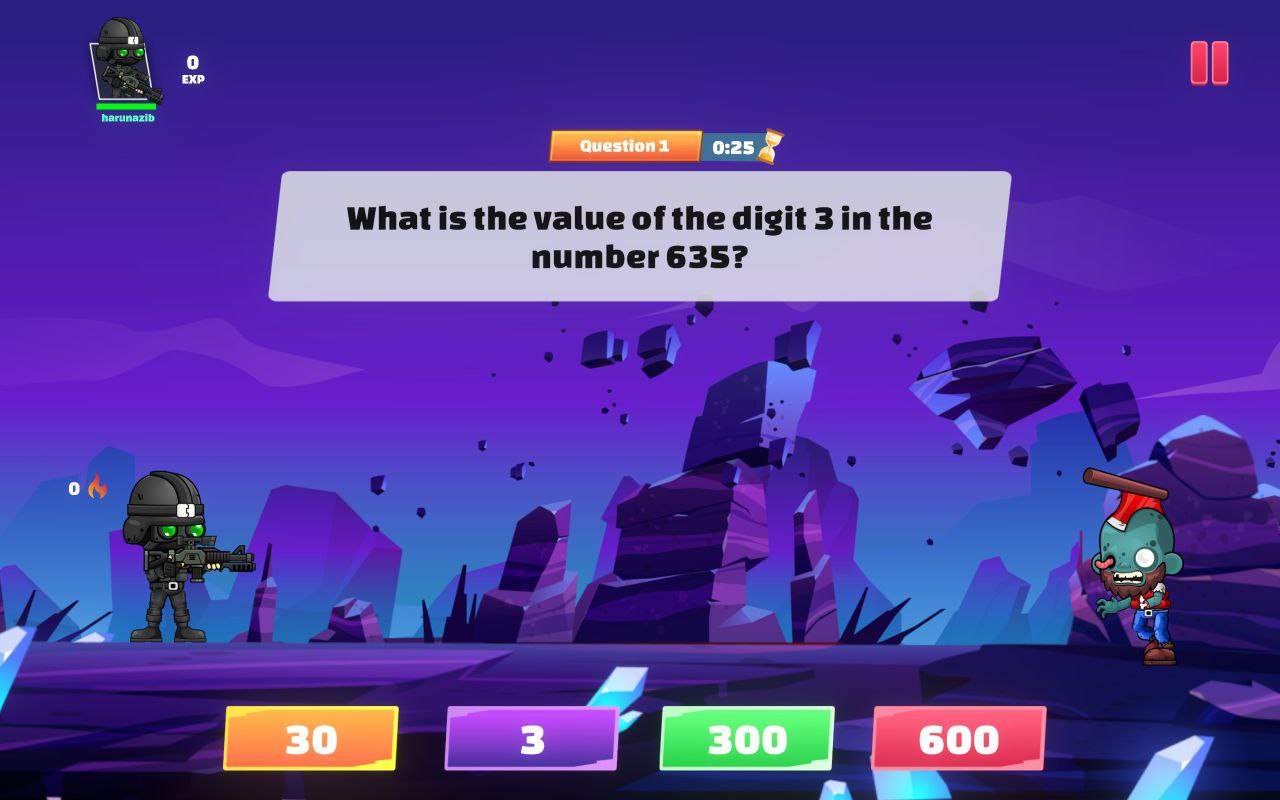 0
EXP
harunazib
Question 1 0:25
What is the value of the digit 3 in the
number 635?
0
30 3 300 600